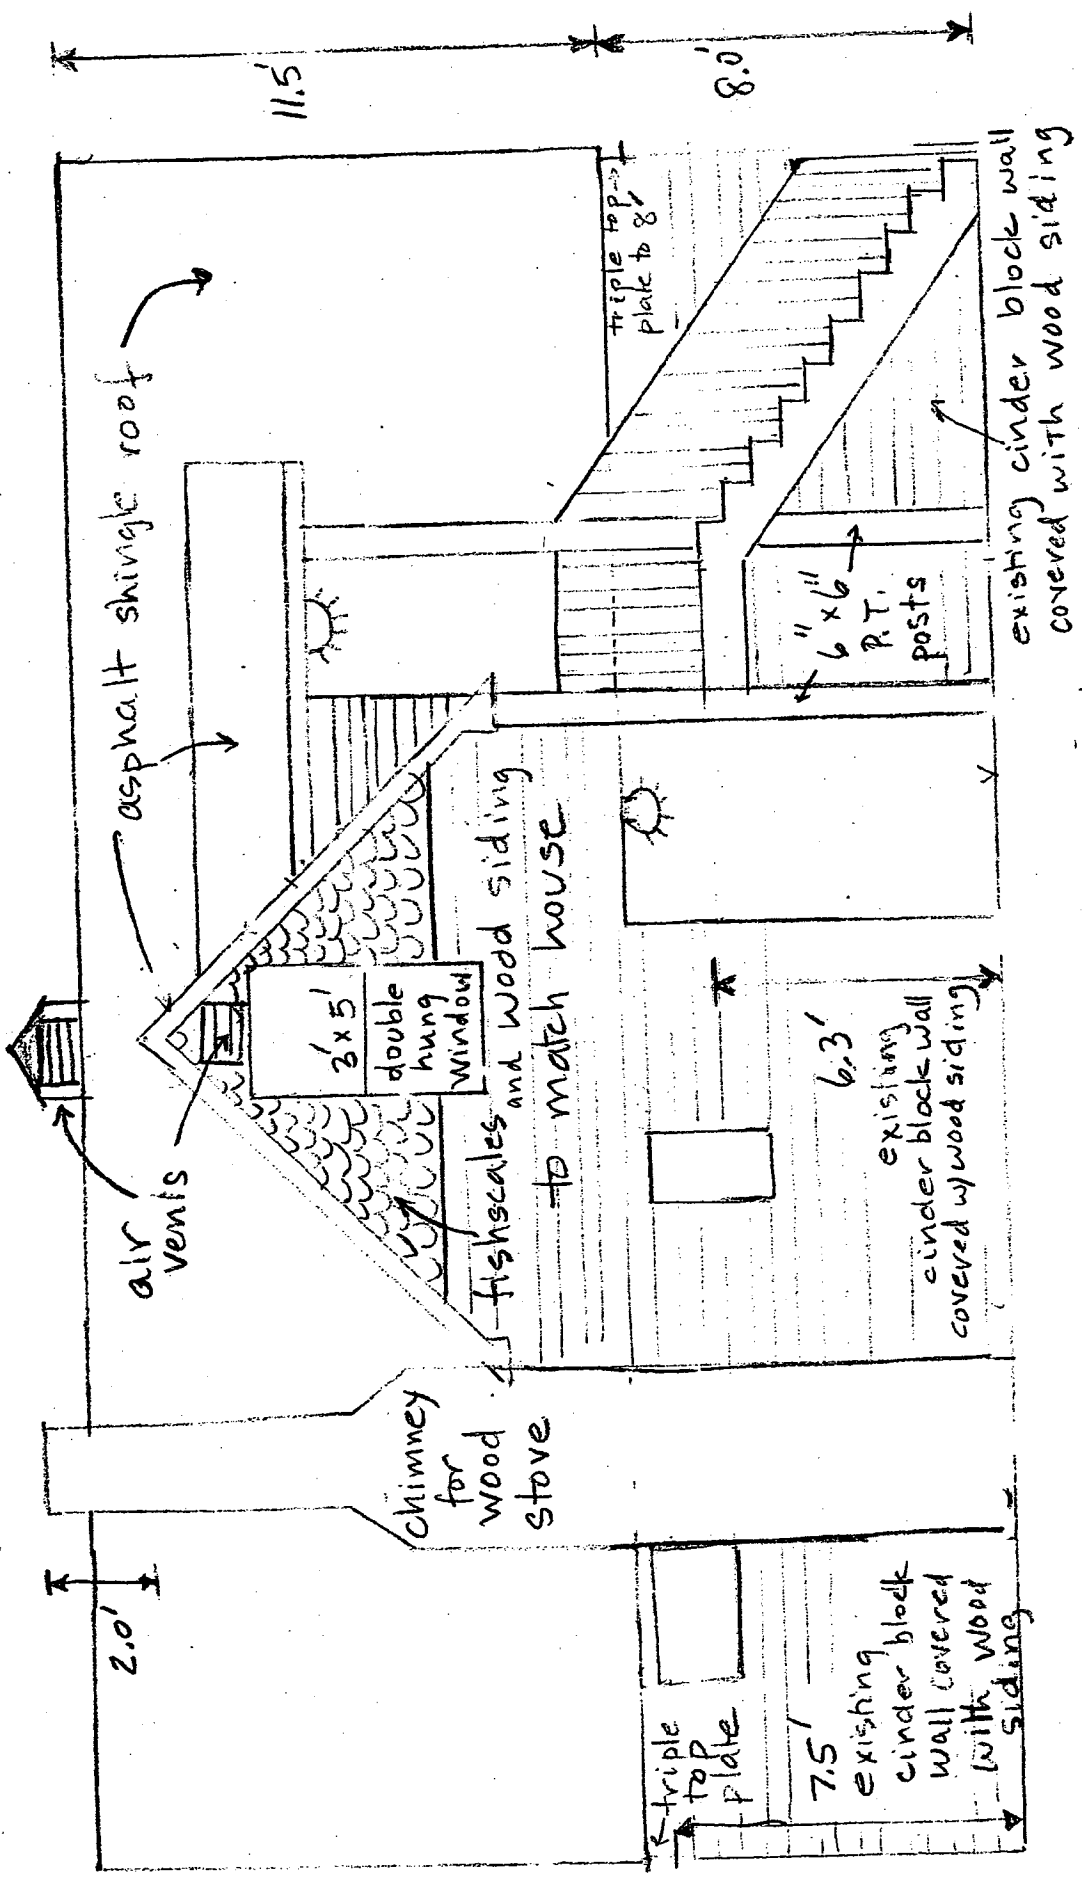 asphalt shingle roof
11.5'
8.0'
air
vents
2.0'
3' x 5'
double
hung
window
fishscales
and wood siding
to match house
chimney
for
wood
stove
triple top
plate to 8'
6" x 6"
P.T.
posts
existing cinder block wall
covered with wood siding
6.3'
existing
cinder block wall
covered w/wood siding
triple
top
plate
7.5'
existing
cinder block
wall covered
with wood
siding